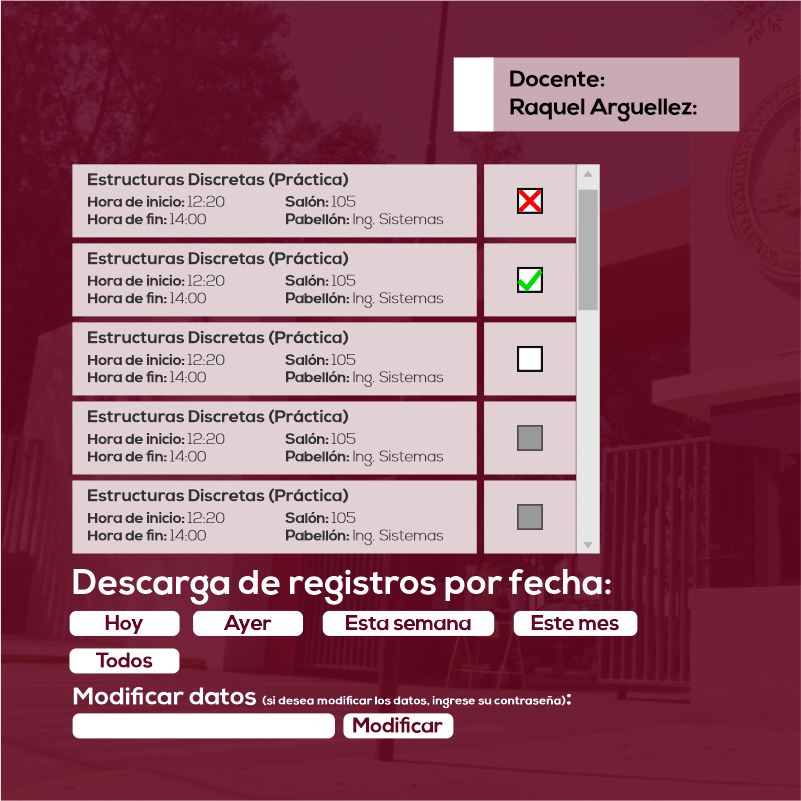 Docente:
Raquel Arguellez:
Estructuras Discretas (Práctica)
Hora de inicio: 12:20 Salón: 105
Hora de fin: 14:00 Pabellón: Ing. Sistemas
Estructuras Discretas (Práctica)
Hora de inicio: 12:20 Salón: 105
Hora de fin: 14:00 Pabellón: Ing. Sistemas
Estructuras Discretas (Práctica)
Hora de inicio: 12:20 Salón: 105
Hora de fin: 14:00 Pabellón: Ing. Sistemas
Estructuras Discretas (Práctica)
Hora de inicio: 12:20 Salón: 105
Hora de fin: 14:00 Pabellón: Ing. Sistemas
Estructuras Discretas (Práctica)
Hora de inicio: 12:20 Salón: 105
Hora de fin: 14:00 Pabellón: Ing. Sistemas
Descarga de registros por fecha:
Hoy Ayer Esta semana Este mes
Todos
Modificar datos (si desea modificar los datos, ingrese su contraseña):
Modificar